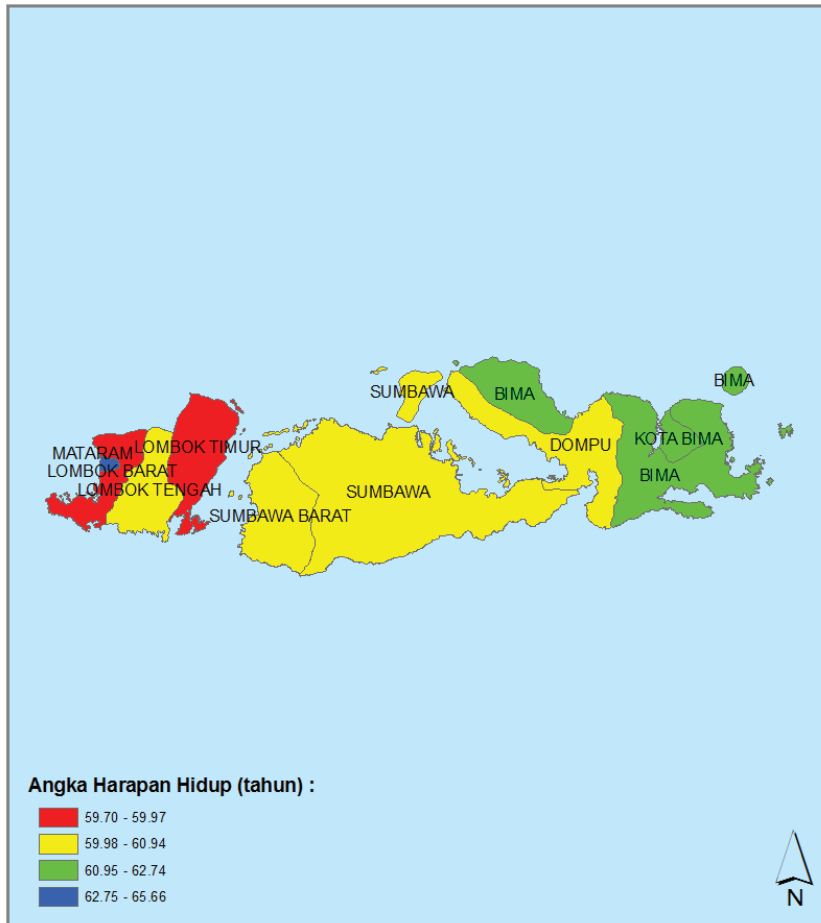 SUMBAWA
BIMA
BIMA
MATARAM
LOMBOK TIMUR
LOMBOK BARAT
LOMBOK TENGAH
DOMPU
KOTA BIMA
BIMA
SUMBAWA
SUMBAWA BARAT
Angka Harapan Hidup (tahun) :
59.70 - 59.97
59.98 - 60.94
60.95 - 62.74
62.75 - 65.66
N